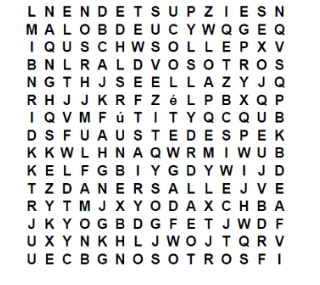 L N E N D E T S U P Z I E S N
M A L O B D E U C Y W Q G E Q
I Q U S C H W S O L L E P X V
B N L R A L D V O S O T R O S
N G T H J S E E L L A Z Y J Q
R H J J K R F Z é L P B X Q P
I Q V M F ú T I T Y Q C Q U B
D S F U A U S T E D E S P E K
K K W L H N A Q W R M I W U B
K E L F G B I Y G D Y W I J D
T Z D A N E R S A L L E J V E
R Y T M J X Y O D A X C H B A
J K Y O G B D G F E T J W D F
U X Y N K H L J W O J T Q R V
U E C B G N O S O T R O S F I